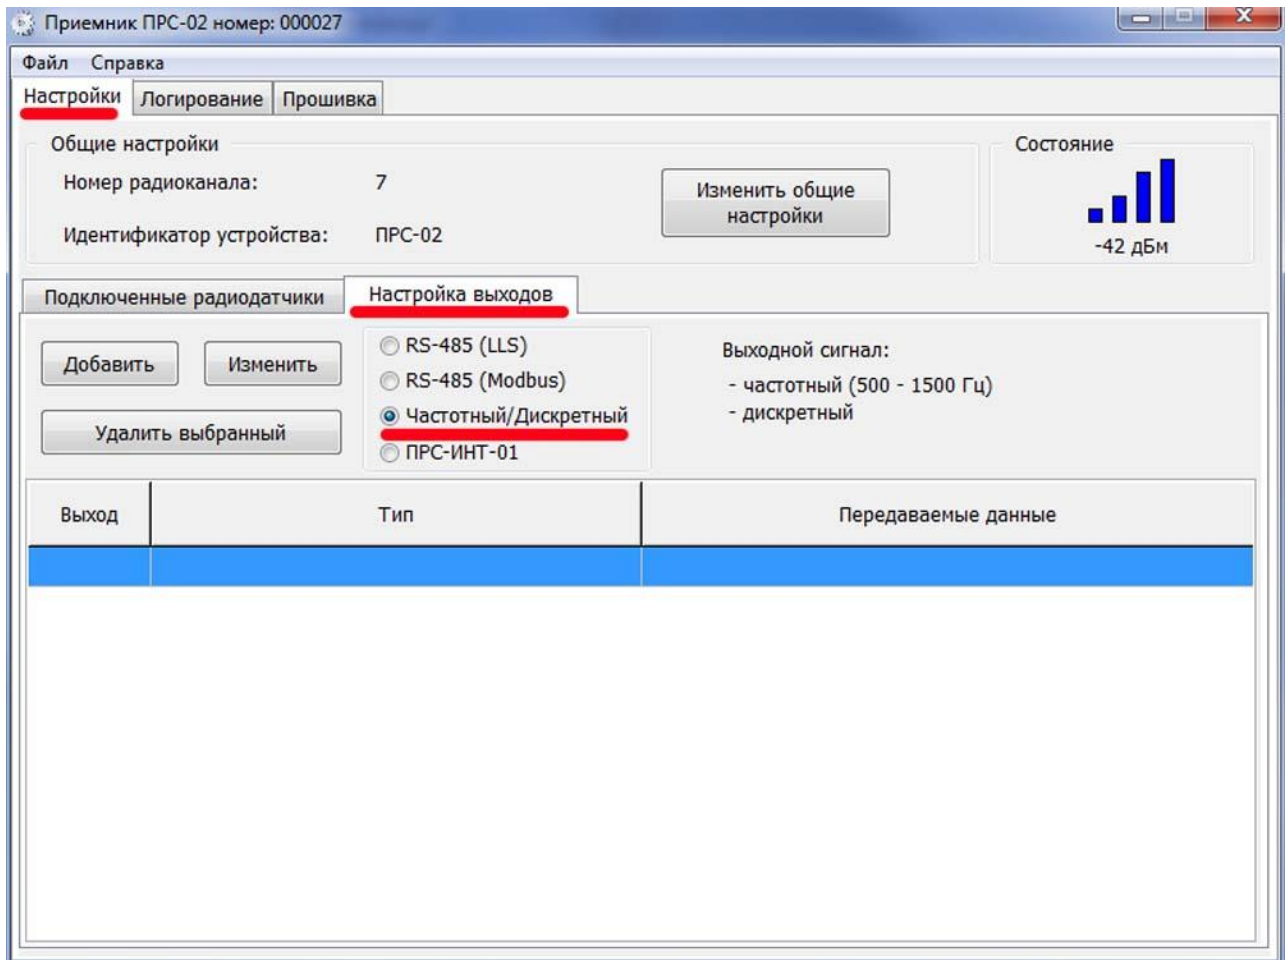 Приемник ПРС-02 номер: 000027
Файл Справка
Настройки Логирование Прошивка
Общие настройки
Состояние
Номер радиоканала: 7
Изменить общие
настройки
Идентификатор устройства: ПРС-02
-42 дБм
Подключенные радиодатчики Настройка выходов
Добавить Изменить
Удалить выбранный
RS-485 (LLS)
RS-485 (Modbus)
Частотный/Дискретный
ПРС-ИНТ-01
Выходной сигнал:
- частотный (500 - 1500 Гц)
- дискретный
Выход Тип Передаваемые данные